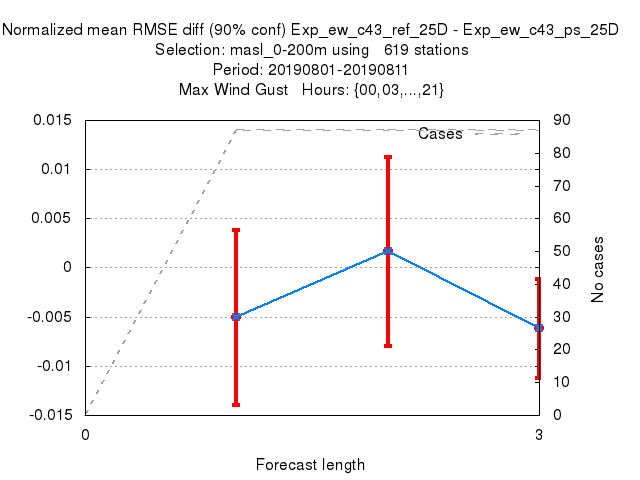 Normalized mean RMSE diff (90% conf) Exp_ew_c43_ref_25D - Exp_ew_c43_ps_25D
Selection: masl_0-200m using   619 stations
Period: 20190801-20190811
Max Wind Gust   Hours: {00,03,...,21}
0.015
0.01
0.005
0
-0.005
-0.01
-0.015
Cases
90
80
70
60
50
40
30
20
10
0
No cases
0
3
Forecast length